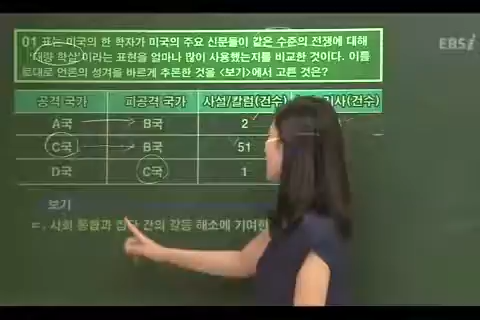 01 표는 미국의 한 학자가 미국의 주요 신문들이 같은 수준의 전쟁에 대해
'대량 학살'이라는 표현을 얼마나 많이 사용했는지를 비교한 것이다. 이를
토대로 언론의 성격을 바르게 추론한 것을 <보기>에서 고른 것은?
EBSi
공격 국가 피공격 국가 사설/칼럼(건수) 기사(건수)
A국 B국 2
C국 B국 51
D국 C국 1
보기
ㄷ. 사회 통합과 집단 간의 갈등 해소에 기여한